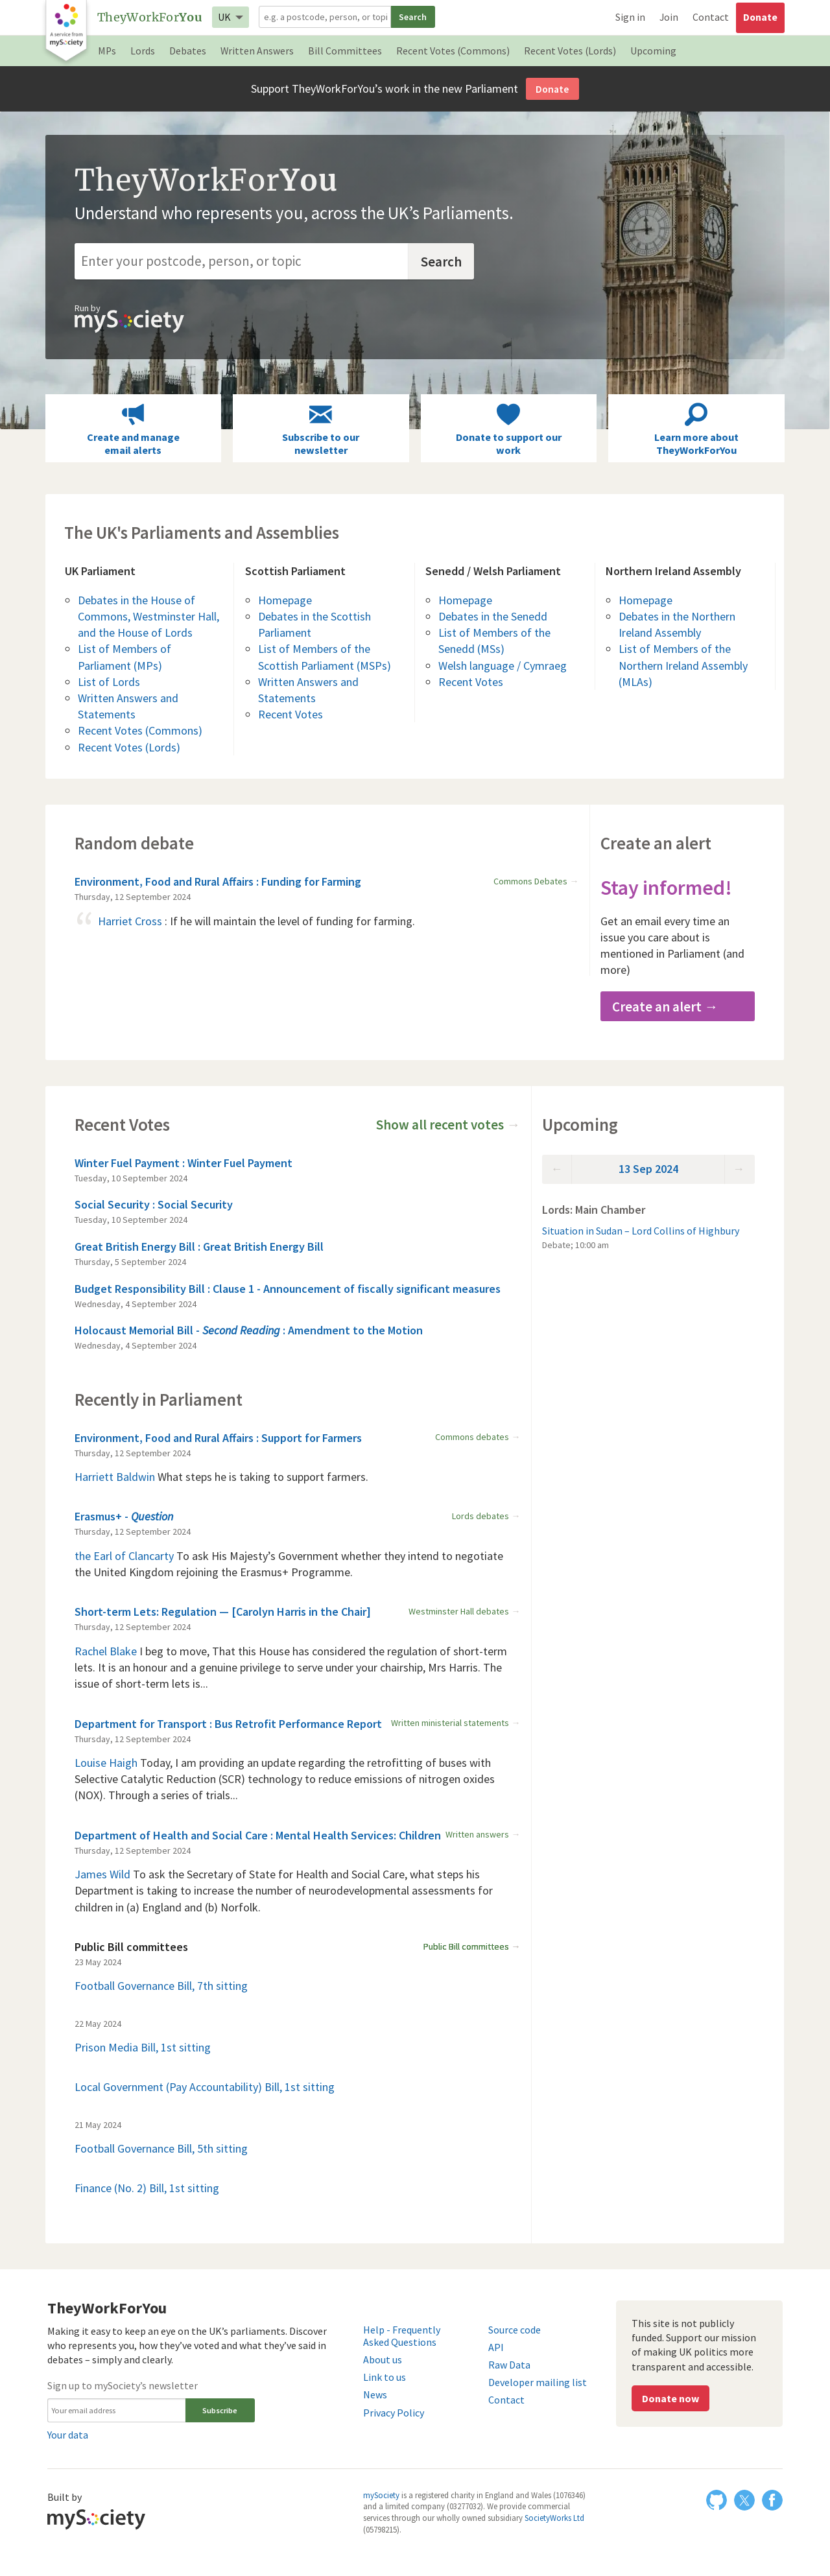 A service from
mySociety
TheyWorkForYou
UK
e.g. a postcode, person, or topi
Search
Sign in
Join
Contact
Donate
MPs
Lords
Debates
Written Answers
Bill Committees
Recent Votes (Commons)
Recent Votes (Lords)
Upcoming
Support TheyWorkForYou’s work in the new Parliament
Donate
TheyWorkForYou
Understand who represents you, across the UK’s Parliaments.
Enter your postcode, person, or topic
Search
Run by
mySociety
Create and manage
email alerts
Subscribe to our
newsletter
Donate to support our
work
Learn more about
TheyWorkForYou
The UK's Parliaments and Assemblies
UK Parliament
Debates in the House of
Commons, Westminster Hall,
and the House of Lords
List of Members of
Parliament (MPs)
List of Lords
Written Answers and
Statements
Recent Votes (Commons)
Recent Votes (Lords)
Scottish Parliament
Homepage
Debates in the Scottish
Parliament
List of Members of the
Scottish Parliament (MSPs)
Written Answers and
Statements
Recent Votes
Senedd / Welsh Parliament
Homepage
Debates in the Senedd
List of Members of the
Senedd (MSs)
Welsh language / Cymraeg
Recent Votes
Northern Ireland Assembly
Homepage
Debates in the Northern
Ireland Assembly
List of Members of the
Northern Ireland Assembly
(MLAs)
Random debate
Environment, Food and Rural Affairs : Funding for Farming
Commons Debates →
Thursday, 12 September 2024
“ Harriet Cross : If he will maintain the level of funding for farming.
Create an alert
Stay informed!
Get an email every time an
issue you care about is
mentioned in Parliament (and
more)
Create an alert →
Recent Votes
Show all recent votes →
Winter Fuel Payment : Winter Fuel Payment
Tuesday, 10 September 2024
Social Security : Social Security
Tuesday, 10 September 2024
Great British Energy Bill : Great British Energy Bill
Thursday, 5 September 2024
Budget Responsibility Bill : Clause 1 - Announcement of fiscally significant measures
Wednesday, 4 September 2024
Holocaust Memorial Bill - Second Reading : Amendment to the Motion
Wednesday, 4 September 2024
Upcoming
← 13 Sep 2024 →
Lords: Main Chamber
Situation in Sudan – Lord Collins of Highbury
Debate; 10:00 am
Recently in Parliament
Environment, Food and Rural Affairs : Support for Farmers
Commons debates →
Thursday, 12 September 2024
Harriett Baldwin What steps he is taking to support farmers.
Erasmus+ - Question
Lords debates →
Thursday, 12 September 2024
the Earl of Clancarty To ask His Majesty’s Government whether they intend to negotiate
the United Kingdom rejoining the Erasmus+ Programme.
Short-term Lets: Regulation — [Carolyn Harris in the Chair]
Westminster Hall debates →
Thursday, 12 September 2024
Rachel Blake I beg to move, That this House has considered the regulation of short-term
lets. It is an honour and a genuine privilege to serve under your chairship, Mrs Harris. The
issue of short-term lets is...
Department for Transport : Bus Retrofit Performance Report
Written ministerial statements →
Thursday, 12 September 2024
Louise Haigh Today, I am providing an update regarding the retrofitting of buses with
Selective Catalytic Reduction (SCR) technology to reduce emissions of nitrogen oxides
(NOX). Through a series of trials...
Department of Health and Social Care : Mental Health Services: Children
Written answers →
Thursday, 12 September 2024
James Wild To ask the Secretary of State for Health and Social Care, what steps his
Department is taking to increase the number of neurodevelopmental assessments for
children in (a) England and (b) Norfolk.
Public Bill committees
Public Bill committees →
23 May 2024
Football Governance Bill, 7th sitting
22 May 2024
Prison Media Bill, 1st sitting
Local Government (Pay Accountability) Bill, 1st sitting
21 May 2024
Football Governance Bill, 5th sitting
Finance (No. 2) Bill, 1st sitting
TheyWorkForYou
Making it easy to keep an eye on the UK’s parliaments. Discover
who represents you, how they’ve voted and what they’ve said in
debates – simply and clearly.
Sign up to mySociety’s newsletter
Your email address
Subscribe
Your data
Help - Frequently
Asked Questions
About us
Link to us
News
Privacy Policy
Source code
API
Raw Data
Developer mailing list
Contact
This site is not publicly
funded. Support our mission
of making UK politics more
transparent and accessible.
Donate now
Built by
mySociety
mySociety is a registered charity in England and Wales (1076346)
and a limited company (03277032). We provide commercial
services through our wholly owned subsidiary SocietyWorks Ltd
(05798215).